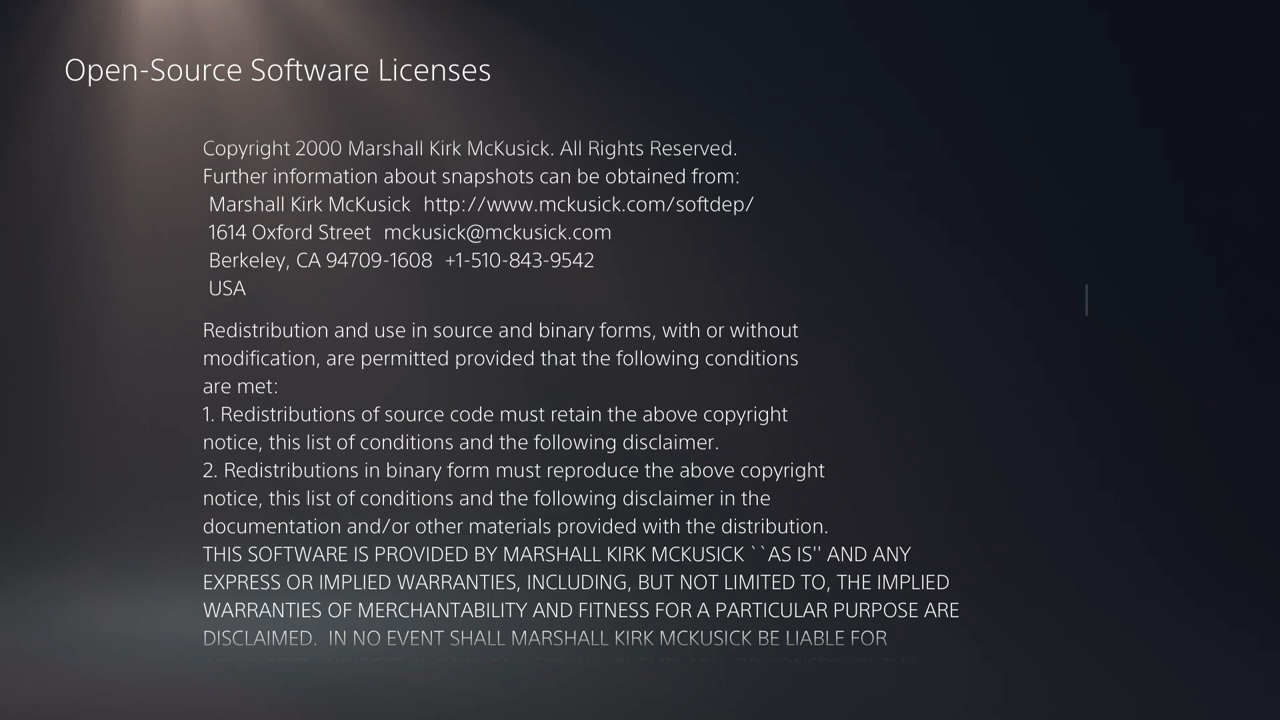 Open-Source Software Licenses
Copyright 2000 Marshall Kirk McKusick. All Rights Reserved.
Further information about snapshots can be obtained from:
Marshall Kirk McKusick http://www.mckusick.com/softdep/
1614 Oxford Street mckusick@mckusick.com
Berkeley, CA 94709-1608 +1-510-843-9542
USA
Redistribution and use in source and binary forms, with or without
modification, are permitted provided that the following conditions
are met:
1. Redistributions of source code must retain the above copyright
notice, this list of conditions and the following disclaimer.
2. Redistributions in binary form must reproduce the above copyright
notice, this list of conditions and the following disclaimer in the
documentation and/or other materials provided with the distribution.
THIS SOFTWARE IS PROVIDED BY MARSHALL KIRK MCKUSICK ``AS IS'' AND ANY
EXPRESS OR IMPLIED WARRANTIES, INCLUDING, BUT NOT LIMITED TO, THE IMPLIED
WARRANTIES OF MERCHANTABILITY AND FITNESS FOR A PARTICULAR PURPOSE ARE
DISCLAIMED. IN NO EVENT SHALL MARSHALL KIRK MCKUSICK BE LIABLE FOR